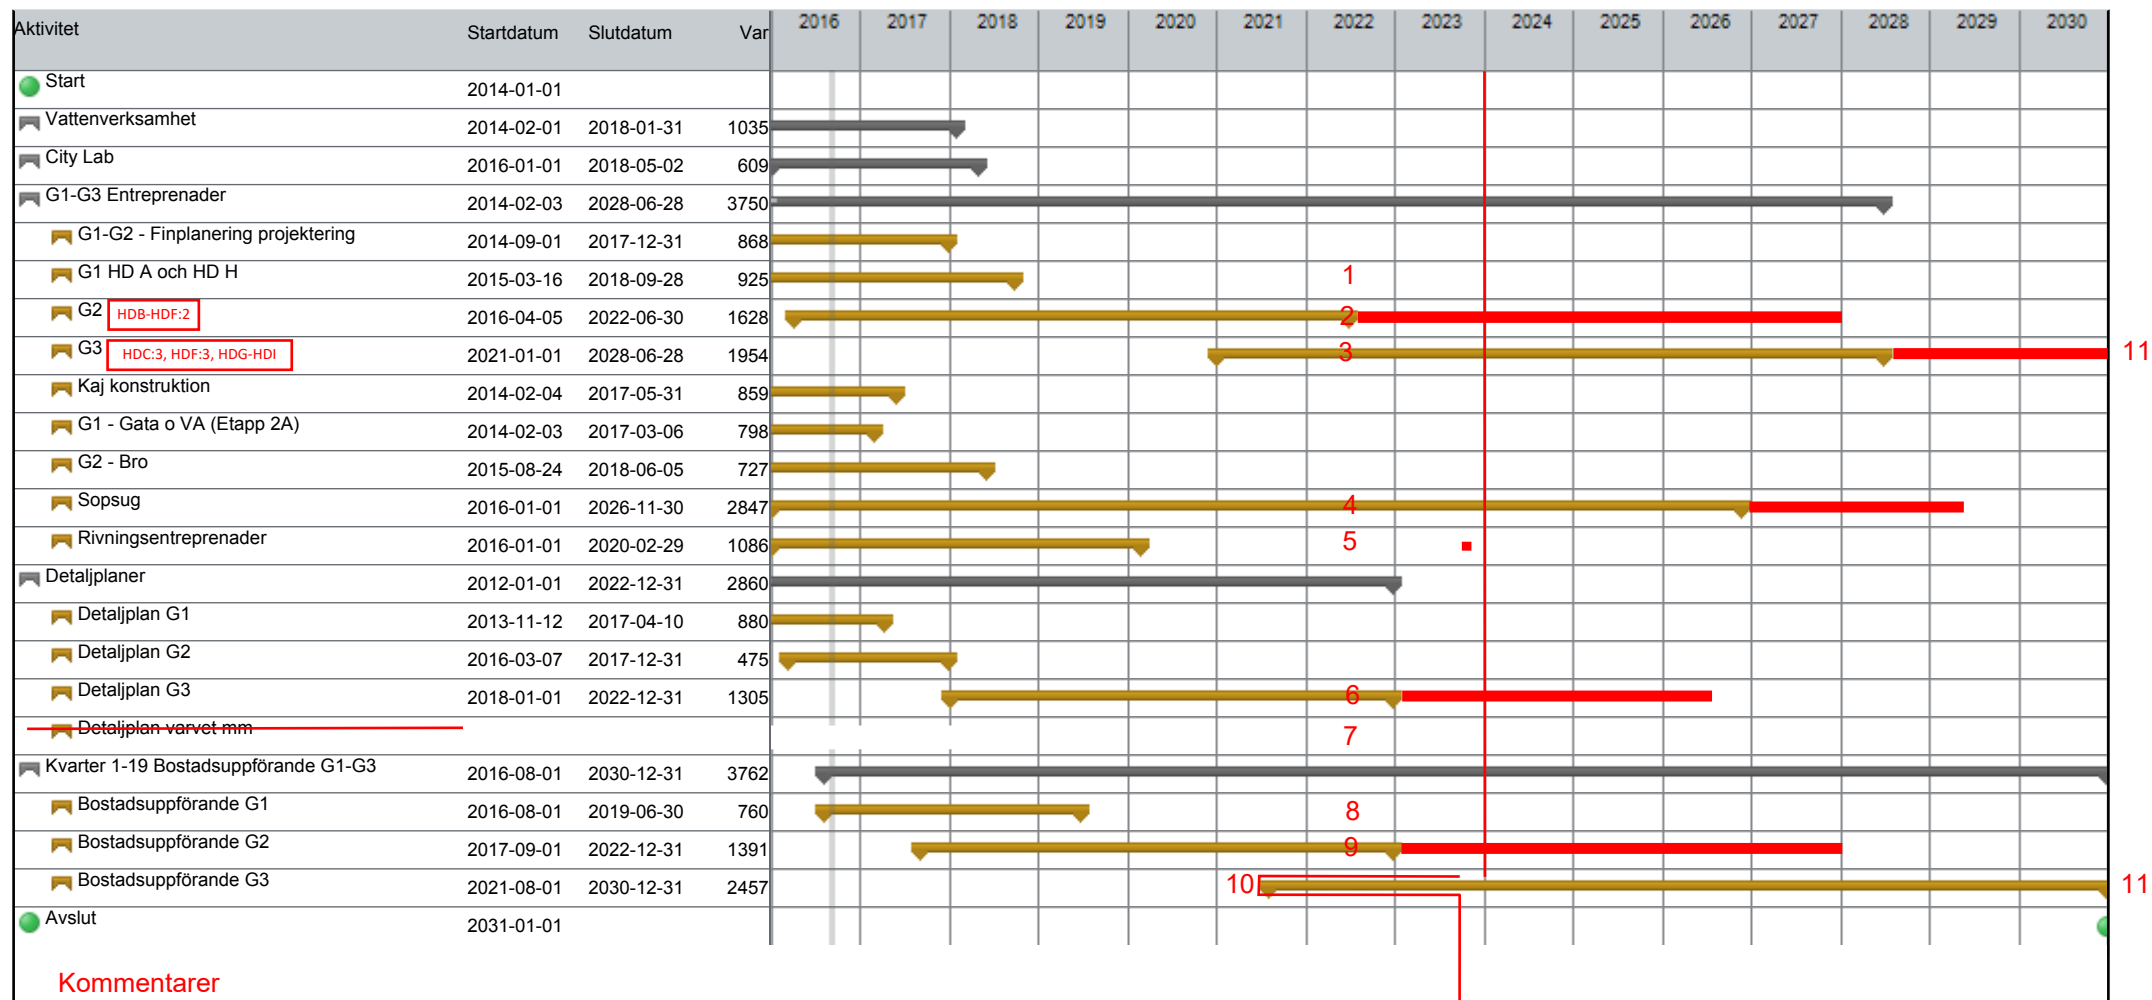 Aktivitet Startdatum Slutdatum Var 2016 2017 2018 2019 2020 2021 2022 2023 2024 2025 2026 2027 2028 2029 2030
Start 2014-01-01
Vattenverksamhet 2014-02-01 2018-01-31 1035
City Lab 2016-01-01 2018-05-02 609
G1-G3 Entreprenader 2014-02-03 2028-06-28 3750
G1-G2 - Finplanering projektering 2014-09-01 2017-12-31 868
G1 HD A och HD H 2015-03-16 2018-09-28 925 1
G2 HDB-HDF:2 2016-04-05 2022-06-30 1628 2
G3 HDC:3, HDF:3, HDG-HDI 2021-01-01 2028-06-28 1954 3 11
Kaj konstruktion 2014-02-04 2017-05-31 859
G1 - Gata o VA (Etapp 2A) 2014-02-03 2017-03-06 798
G2 - Bro 2015-08-24 2018-06-05 727
Sopsug 2016-01-01 2026-11-30 2847 4
Rivningsentreprenader 2016-01-01 2020-02-29 1086 5
Detaljplaner 2012-01-01 2022-12-31 2860
Detaljplan G1 2013-11-12 2017-04-10 880
Detaljplan G2 2016-03-07 2017-12-31 475
Detaljplan G3 2018-01-01 2022-12-31 1305 6
Detaljplan varvet mm 7
Kvarter 1-19 Bostadsuppförande G1-G3 2016-08-01 2030-12-31 3762
Bostadsuppförande G1 2016-08-01 2019-06-30 760 8
Bostadsuppförande G2 2017-09-01 2022-12-31 1391 9
Bostadsuppförande G3 2021-08-01 2030-12-31 2457 10 11
Avslut 2031-01-01
Kommentarer